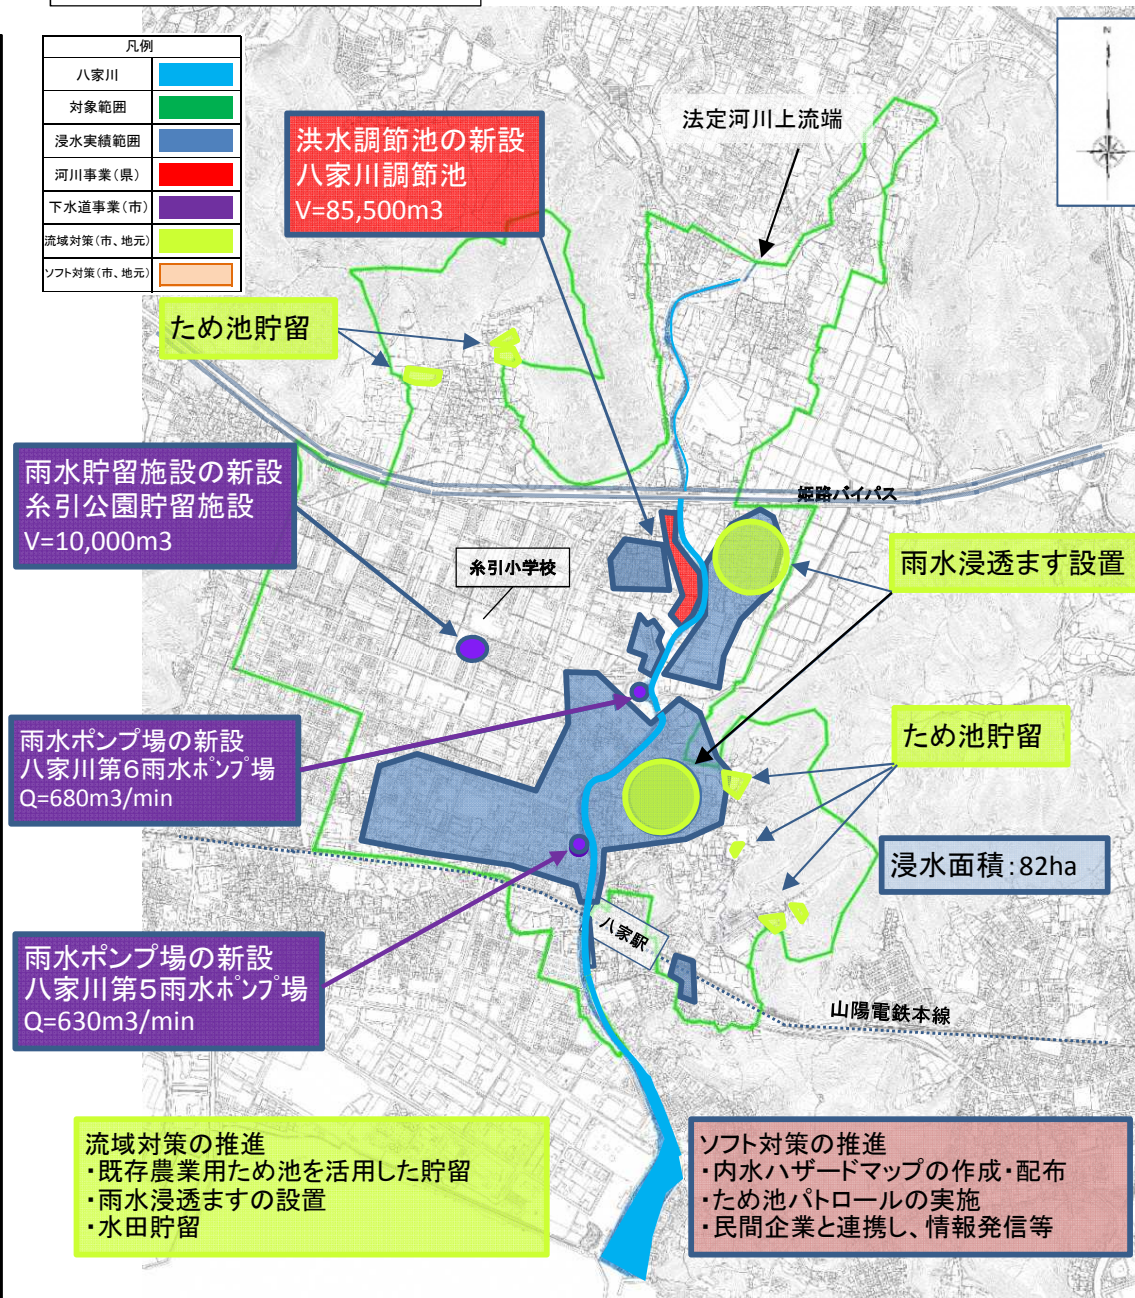 凡例
八家川
対象範囲
浸水実績範囲
河川事業(県)
下水道事業(市)
流域対策(市、地元)
ソフト対策(市、地元)
N
法定河川上流端
洪水調節池の新設
八家川調節池
V=85,500m3
ため池貯留
雨水貯留施設の新設
糸引公園貯留施設
V=10,000m3
姫路バイパス
糸引小学校
雨水浸透ます設置
雨水ポンプ場の新設
八家川第6雨水ﾎﾟﾝﾌﾟ場
Q=680m3/min
ため池貯留
浸水面積:82ha
八家駅
雨水ポンプ場の新設
八家川第5雨水ﾎﾟﾝﾌﾟ場
Q=630m3/min
山陽電鉄本線
流域対策の推進
・既存農業用ため池を活用した貯留
・雨水浸透ますの設置
・水田貯留
ソフト対策の推進
・内水ハザードマップの作成・配布
・ため池パトロールの実施
・民間企業と連携し、情報発信等